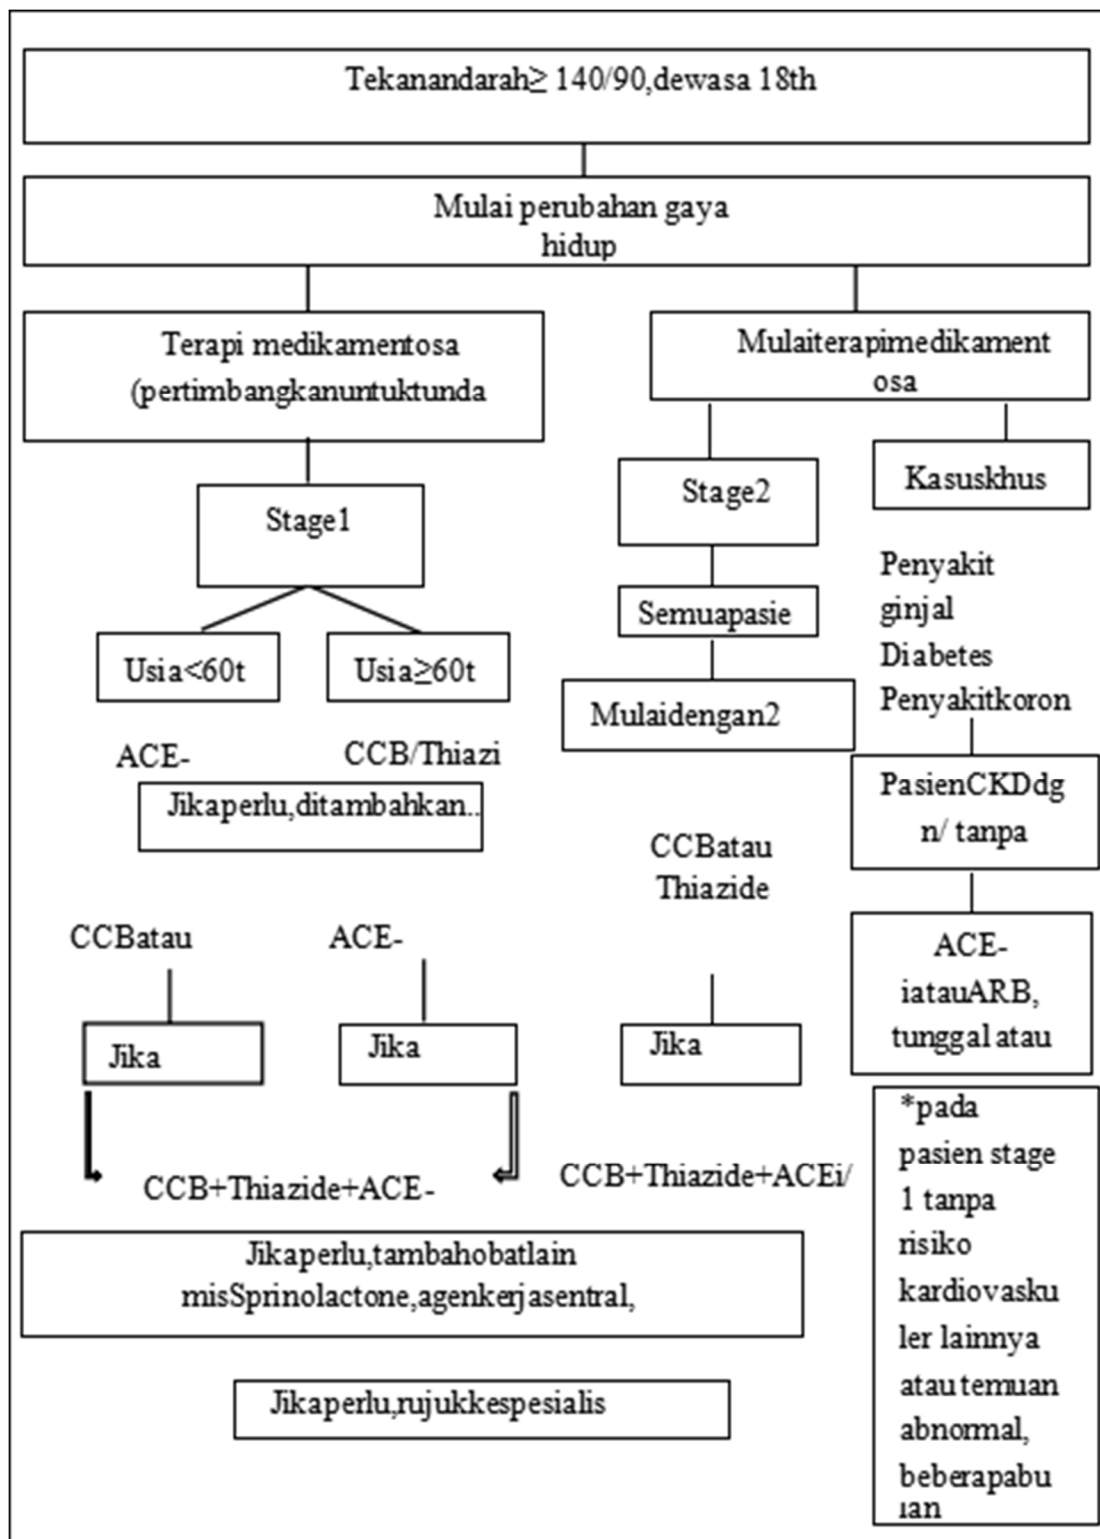 Tekanandarah≥ 140/90,dewasa 18th
Mulai perubahan gaya
hidup
Terapi medikamentosa
(pertimbangkanuntuktunda
Mulaiterapimedikament
osa
Stage1
Stage2
Kasuskhus
Usia<60t
Usia≥60t
Semuapasie
Penyakit
ginjal
Diabetes
Penyakitkoron
Mulaidengan2
ACE-
CCB/Thiazi
Jikaperlu,ditambahkan..
PasienCKDdg
n/ tanpa
CCBatau
Thiazide
CCBatau
ACE-
ACE-
iatauARB,
tunggal atau
Jika
Jika
Jika
CCB+Thiazide+ACE-
CCB+Thiazide+ACEi/
Jikaperlu,tambahobatlain
misSprinolactone,agenkerjasentral,
Jikaperlu,rujukkespesialis
*pada
pasien stage
1 tanpa
risiko
kardiovasku
ler lainnya
atau temuan
abnormal,
beberapabu
lan